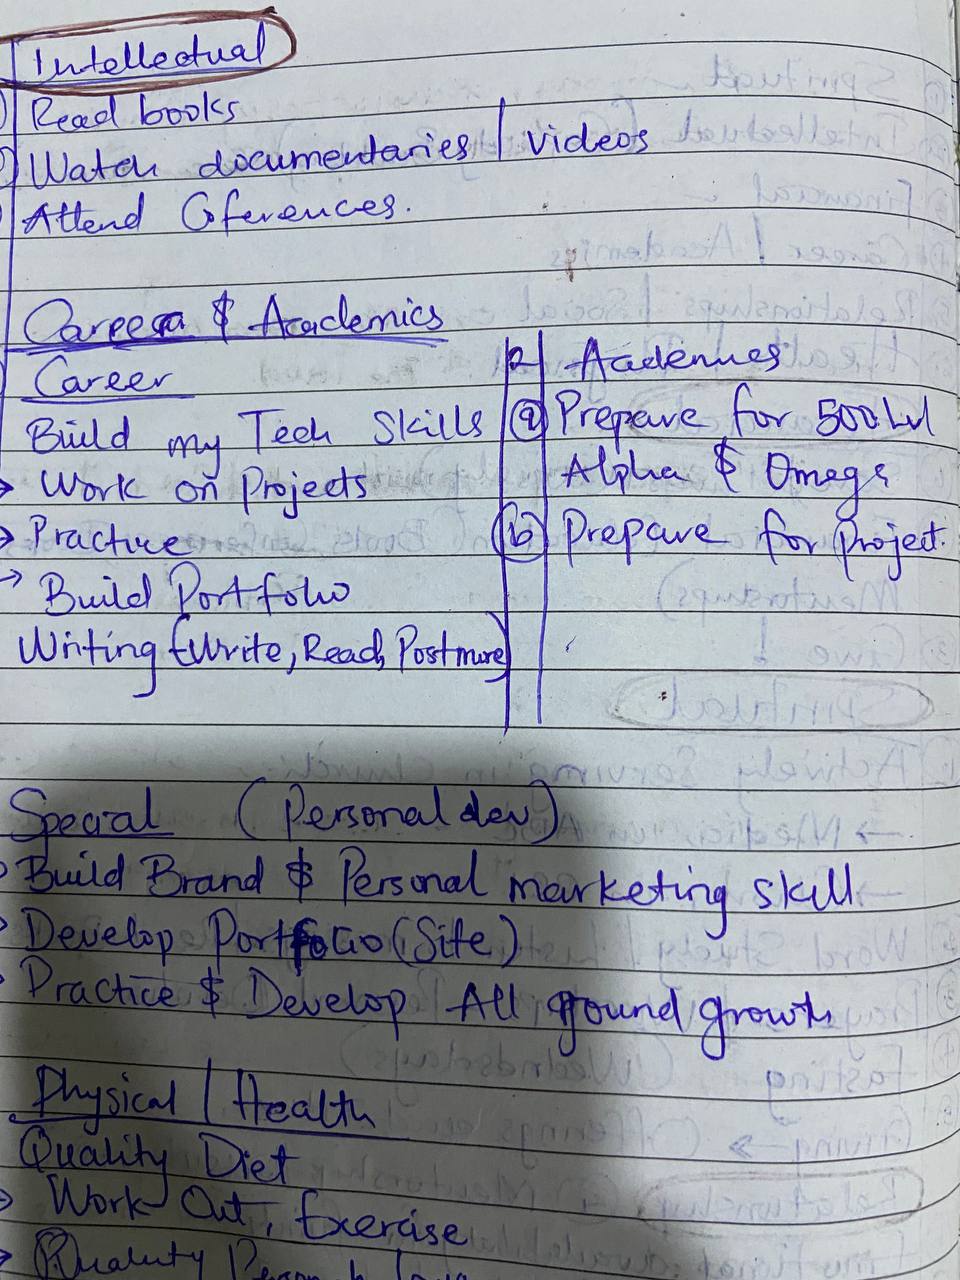 Intellectual
Read books
Watch documentaries / videos
Attend Cferences.
Career & Academics
Career
Build my Tech Skills
→ Work on Projects
→ Practice
→ Build Portfolio
Writing (Write, Read, Post more)
2 Academics
(a) Prepare for 500 Lvl
Alpha & Omega
(b) Prepare for project.
Special (Personal dev)
Build Brand & Personal marketing skill
Develop Portfolio (Site)
Practice & Develop All round growth
Physical / Health
Quality Diet
Work Out, Exercise
Quality